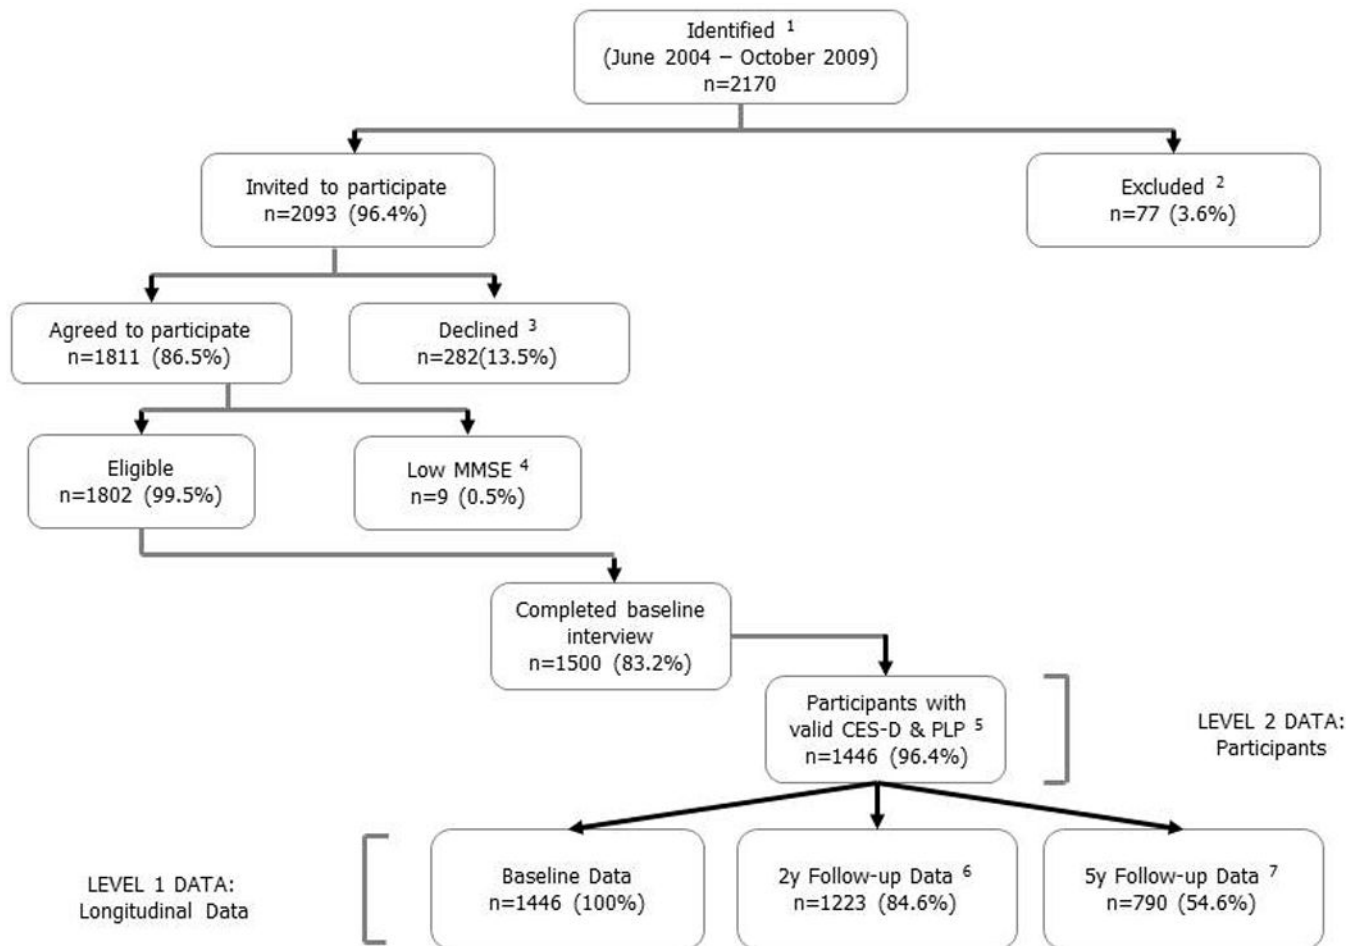 Identified 1
(June 2004 – October 2009)
n=2170
Invited to participate
n=2093 (96.4%)
Excluded 2
n=77 (3.6%)
Agreed to participate
n=1811 (86.5%)
Declined 3
n=282(13.5%)
Eligible
n=1802 (99.5%)
Low MMSE 4
n=9 (0.5%)
Completed baseline
interview
n=1500 (83.2%)
Participants with
valid CES-D & PLP 5
n=1446 (96.4%)
LEVEL 2 DATA:
Participants
LEVEL 1 DATA:
Longitudinal Data
Baseline Data
n=1446 (100%)
2y Follow-up Data 6
n=1223 (84.6%)
5y Follow-up Data 7
n=790 (54.6%)